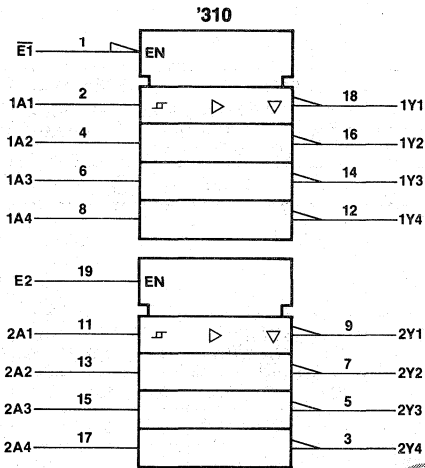 '310
E1 1 EN
1A1 2 18 1Y1
1A2 4 16 1Y2
1A3 6 14 1Y3
1A4 8 12 1Y4
E2 19 EN
2A1 11 9 2Y1
2A2 13 7 2Y2
2A3 15 5 2Y3
2A4 17 3 2Y4